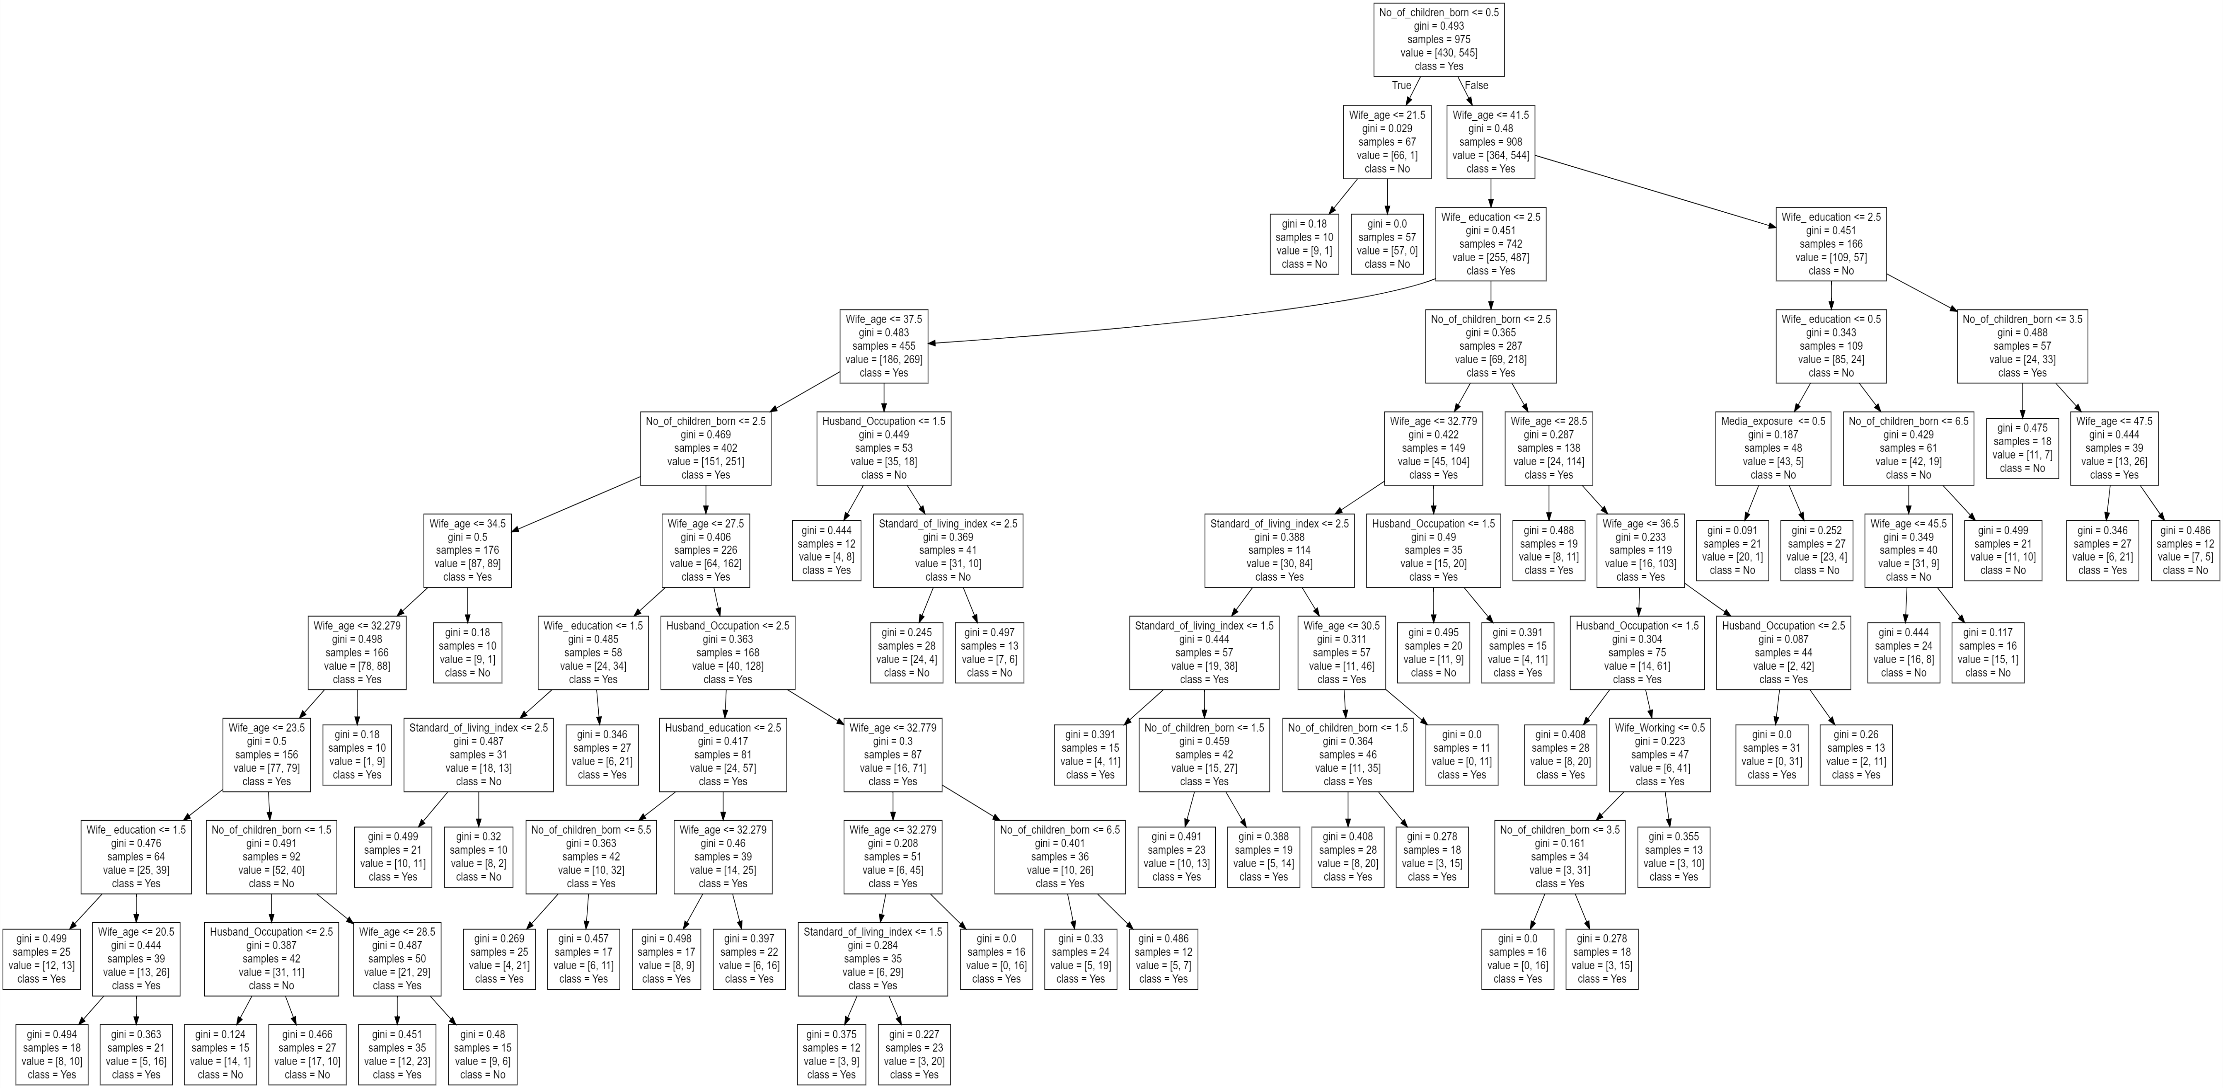 No_of_children_born <= 0.5
gini = 0.493
samples = 975
value = [430, 545]
class = Yes
True
False
Wife_age <= 21.5
gini = 0.029
samples = 67
value = [66, 1]
class = No
Wife_age <= 41.5
gini = 0.48
samples = 908
value = [364, 544]
class = Yes
gini = 0.18
samples = 10
value = [9, 1]
class = No
gini = 0.0
samples = 57
value = [57, 0]
class = No
Wife_ education <= 2.5
gini = 0.451
samples = 742
value = [255, 487]
class = Yes
Wife_ education <= 2.5
gini = 0.451
samples = 166
value = [109, 57]
class = No
Wife_age <= 37.5
gini = 0.483
samples = 455
value = [186, 269]
class = Yes
No_of_children_born <= 2.5
gini = 0.365
samples = 287
value = [69, 218]
class = Yes
Wife_ education <= 0.5
gini = 0.343
samples = 109
value = [85, 24]
class = No
No_of_children_born <= 3.5
gini = 0.488
samples = 57
value = [24, 33]
class = Yes
No_of_children_born <= 2.5
gini = 0.469
samples = 402
value = [151, 251]
class = Yes
Husband_Occupation <= 1.5
gini = 0.449
samples = 53
value = [35, 18]
class = No
Wife_age <= 32.779
gini = 0.422
samples = 149
value = [45, 104]
class = Yes
Wife_age <= 28.5
gini = 0.287
samples = 138
value = [24, 114]
class = Yes
Media_exposure <= 0.5
gini = 0.187
samples = 48
value = [43, 5]
class = No
No_of_children_born <= 6.5
gini = 0.429
samples = 61
value = [42, 19]
class = No
gini = 0.475
samples = 18
value = [11, 7]
class = No
Wife_age <= 47.5
gini = 0.444
samples = 39
value = [13, 26]
class = Yes
Wife_age <= 34.5
gini = 0.5
samples = 176
value = [87, 89]
class = Yes
Wife_age <= 27.5
gini = 0.406
samples = 226
value = [64, 162]
class = Yes
gini = 0.444
samples = 12
value = [4, 8]
class = Yes
Standard_of_living_index <= 2.5
gini = 0.369
samples = 41
value = [31, 10]
class = No
Standard_of_living_index <= 2.5
gini = 0.388
samples = 114
value = [30, 84]
class = Yes
Husband_Occupation <= 1.5
gini = 0.49
samples = 35
value = [15, 20]
class = Yes
gini = 0.488
samples = 19
value = [8, 11]
class = Yes
Wife_age <= 36.5
gini = 0.233
samples = 119
value = [16, 103]
class = Yes
gini = 0.091
samples = 21
value = [20, 1]
class = No
gini = 0.252
samples = 27
value = [23, 4]
class = No
Wife_age <= 45.5
gini = 0.349
samples = 40
value = [31, 9]
class = No
gini = 0.499
samples = 21
value = [11, 10]
class = No
gini = 0.346
samples = 27
value = [6, 21]
class = Yes
gini = 0.486
samples = 12
value = [7, 5]
class = No
Wife_age <= 32.279
gini = 0.498
samples = 166
value = [78, 88]
class = Yes
gini = 0.18
samples = 10
value = [9, 1]
class = No
Wife_ education <= 1.5
gini = 0.485
samples = 58
value = [24, 34]
class = Yes
Husband_Occupation <= 2.5
gini = 0.363
samples = 168
value = [40, 128]
class = Yes
gini = 0.245
samples = 28
value = [24, 4]
class = No
gini = 0.497
samples = 13
value = [7, 6]
class = No
Standard_of_living_index <= 1.5
gini = 0.444
samples = 57
value = [19, 38]
class = Yes
Wife_age <= 30.5
gini = 0.311
samples = 57
value = [11, 46]
class = Yes
gini = 0.495
samples = 20
value = [11, 9]
class = No
gini = 0.391
samples = 15
value = [4, 11]
class = Yes
Husband_Occupation <= 1.5
gini = 0.304
samples = 75
value = [14, 61]
class = Yes
Husband_Occupation <= 2.5
gini = 0.087
samples = 44
value = [2, 42]
class = Yes
gini = 0.444
samples = 24
value = [16, 8]
class = No
gini = 0.117
samples = 16
value = [15, 1]
class = No
Wife_age <= 23.5
gini = 0.5
samples = 156
value = [77, 79]
class = Yes
gini = 0.18
samples = 10
value = [1, 9]
class = Yes
Standard_of_living_index <= 2.5
gini = 0.487
samples = 31
value = [18, 13]
class = No
gini = 0.346
samples = 27
value = [6, 21]
class = Yes
Husband_education <= 2.5
gini = 0.417
samples = 81
value = [24, 57]
class = Yes
Wife_age <= 32.779
gini = 0.3
samples = 87
value = [16, 71]
class = Yes
gini = 0.391
samples = 15
value = [4, 11]
class = Yes
No_of_children_born <= 1.5
gini = 0.459
samples = 42
value = [15, 27]
class = Yes
No_of_children_born <= 1.5
gini = 0.364
samples = 46
value = [11, 35]
class = Yes
gini = 0.0
samples = 11
value = [0, 11]
class = Yes
gini = 0.408
samples = 28
value = [8, 20]
class = Yes
Wife_Working <= 0.5
gini = 0.223
samples = 47
value = [6, 41]
class = Yes
gini = 0.0
samples = 31
value = [0, 31]
class = Yes
gini = 0.26
samples = 13
value = [2, 11]
class = Yes
Wife_ education <= 1.5
gini = 0.476
samples = 64
value = [25, 39]
class = Yes
No_of_children_born <= 1.5
gini = 0.491
samples = 92
value = [52, 40]
class = No
gini = 0.499
samples = 21
value = [10, 11]
class = Yes
gini = 0.32
samples = 10
value = [8, 2]
class = No
No_of_children_born <= 5.5
gini = 0.363
samples = 42
value = [10, 32]
class = Yes
Wife_age <= 32.279
gini = 0.46
samples = 39
value = [14, 25]
class = Yes
Wife_age <= 32.279
gini = 0.208
samples = 51
value = [6, 45]
class = Yes
No_of_children_born <= 6.5
gini = 0.401
samples = 36
value = [10, 26]
class = Yes
gini = 0.491
samples = 23
value = [10, 13]
class = Yes
gini = 0.388
samples = 19
value = [5, 14]
class = Yes
gini = 0.408
samples = 28
value = [8, 20]
class = Yes
gini = 0.278
samples = 18
value = [3, 15]
class = Yes
No_of_children_born <= 3.5
gini = 0.161
samples = 34
value = [3, 31]
class = Yes
gini = 0.355
samples = 13
value = [3, 10]
class = Yes
gini = 0.499
samples = 25
value = [12, 13]
class = Yes
Wife_age <= 20.5
gini = 0.444
samples = 39
value = [13, 26]
class = Yes
Husband_Occupation <= 2.5
gini = 0.387
samples = 42
value = [31, 11]
class = No
Wife_age <= 28.5
gini = 0.487
samples = 50
value = [21, 29]
class = Yes
gini = 0.269
samples = 25
value = [4, 21]
class = Yes
gini = 0.457
samples = 17
value = [6, 11]
class = Yes
gini = 0.498
samples = 17
value = [8, 9]
class = Yes
gini = 0.397
samples = 22
value = [6, 16]
class = Yes
Standard_of_living_index <= 1.5
gini = 0.284
samples = 35
value = [6, 29]
class = Yes
gini = 0.0
samples = 16
value = [0, 16]
class = Yes
gini = 0.33
samples = 24
value = [5, 19]
class = Yes
gini = 0.486
samples = 12
value = [5, 7]
class = Yes
gini = 0.0
samples = 16
value = [0, 16]
class = Yes
gini = 0.278
samples = 18
value = [3, 15]
class = Yes
gini = 0.494
samples = 18
value = [8, 10]
class = Yes
gini = 0.363
samples = 21
value = [5, 16]
class = Yes
gini = 0.124
samples = 15
value = [14, 1]
class = No
gini = 0.466
samples = 27
value = [17, 10]
class = No
gini = 0.451
samples = 35
value = [12, 23]
class = Yes
gini = 0.48
samples = 15
value = [9, 6]
class = No
gini = 0.375
samples = 12
value = [3, 9]
class = Yes
gini = 0.227
samples = 23
value = [3, 20]
class = Yes